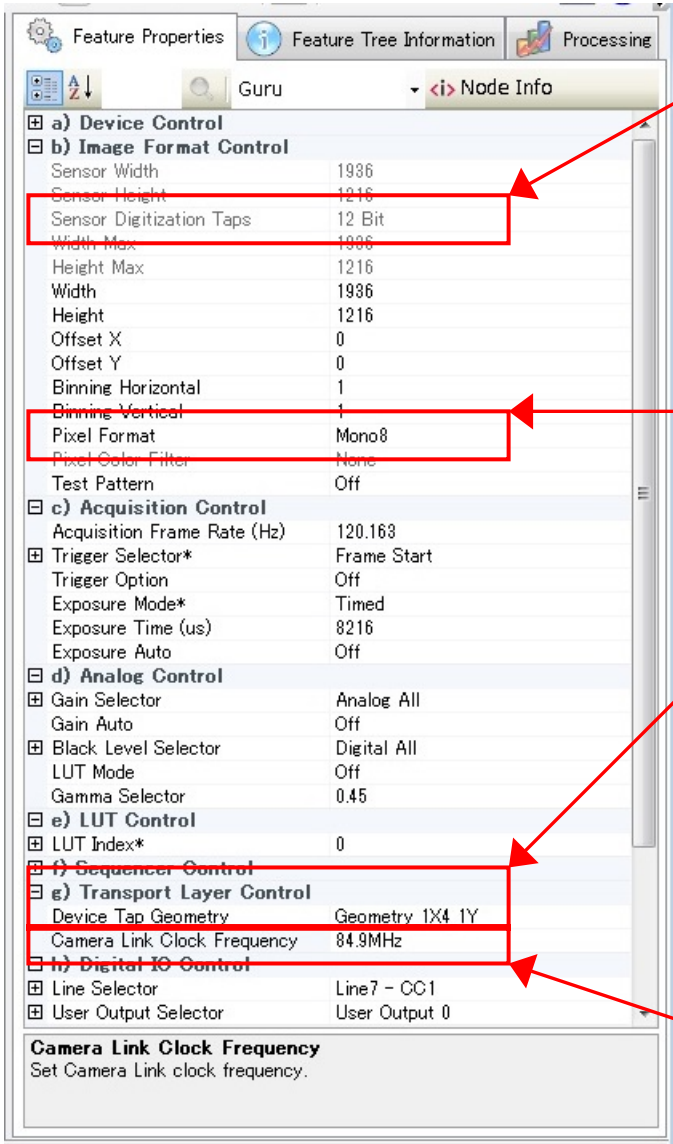 Feature Properties Feature Tree Information Processing
Guru <i> Node Info
a) Device Control
b) Image Format Control
Sensor Width 1936
Sensor Height 1216
Sensor Digitization Taps 12 Bit
Width Max 1936
Height Max 1216
Width 1936
Height 1216
Offset X 0
Offset Y 0
Binning Horizontal 1
Binning Vertical 1
Pixel Format Mono8
Pixel Color Filter None
Test Pattern Off
c) Acquisition Control
Acquisition Frame Rate (Hz) 120.163
Trigger Selector* Frame Start
Trigger Option Off
Exposure Mode* Timed
Exposure Time (us) 8216
Exposure Auto Off
d) Analog Control
Gain Selector Analog All
Gain Auto Off
Black Level Selector Digital All
LUT Mode Off
Gamma Selector 0.45
e) LUT Control
LUT Index* 0
f) Sequencer Control
g) Transport Layer Control
Device Tap Geometry Geometry 1X4 1Y
Camera Link Clock Frequency 84.9MHz
h) Digital IO Control
Line Selector Line7 - CC1
User Output Selector User Output 0
Camera Link Clock Frequency
Set Camera Link clock frequency.